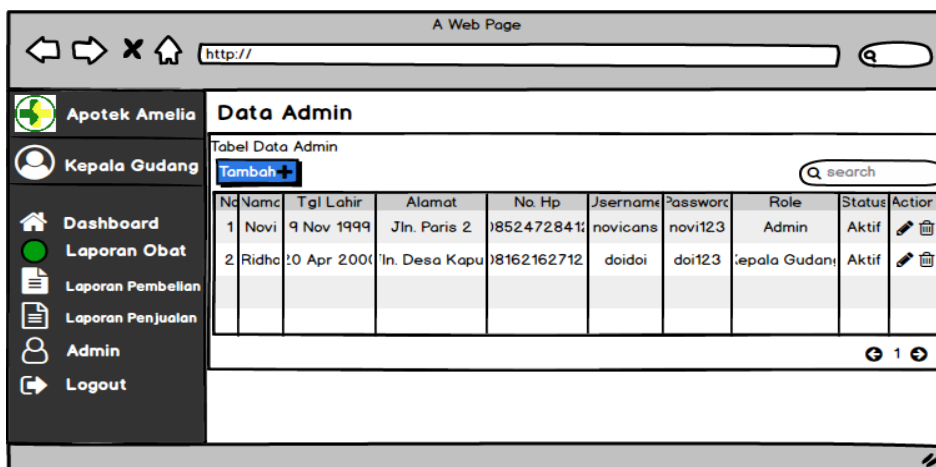 A Web Page
http://
Apotek Amelia
Kepala Gudang
Dashboard
Laporan Obat
Laporan Pembelian
Laporan Penjualan
Admin
Logout
Data Admin
Tabel Data Admin
Tambah
search
Tgl Lahir Alamat No. Hp Role Status
1 Novi 9 Nov 1999 Jln. Paris 2 novicans novi123 Admin Aktif
2 doidoi doi123 Aktif
1